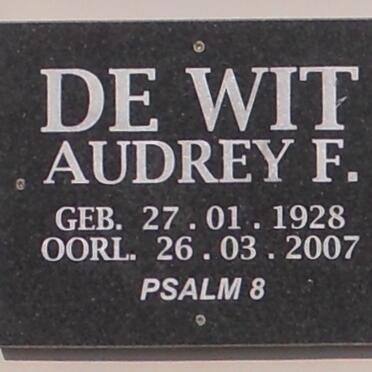 DE WIT
AUDREY F.
GEB. 27 . 01 . 1928
OORL. 26 . 03 . 2007
PSALM 8